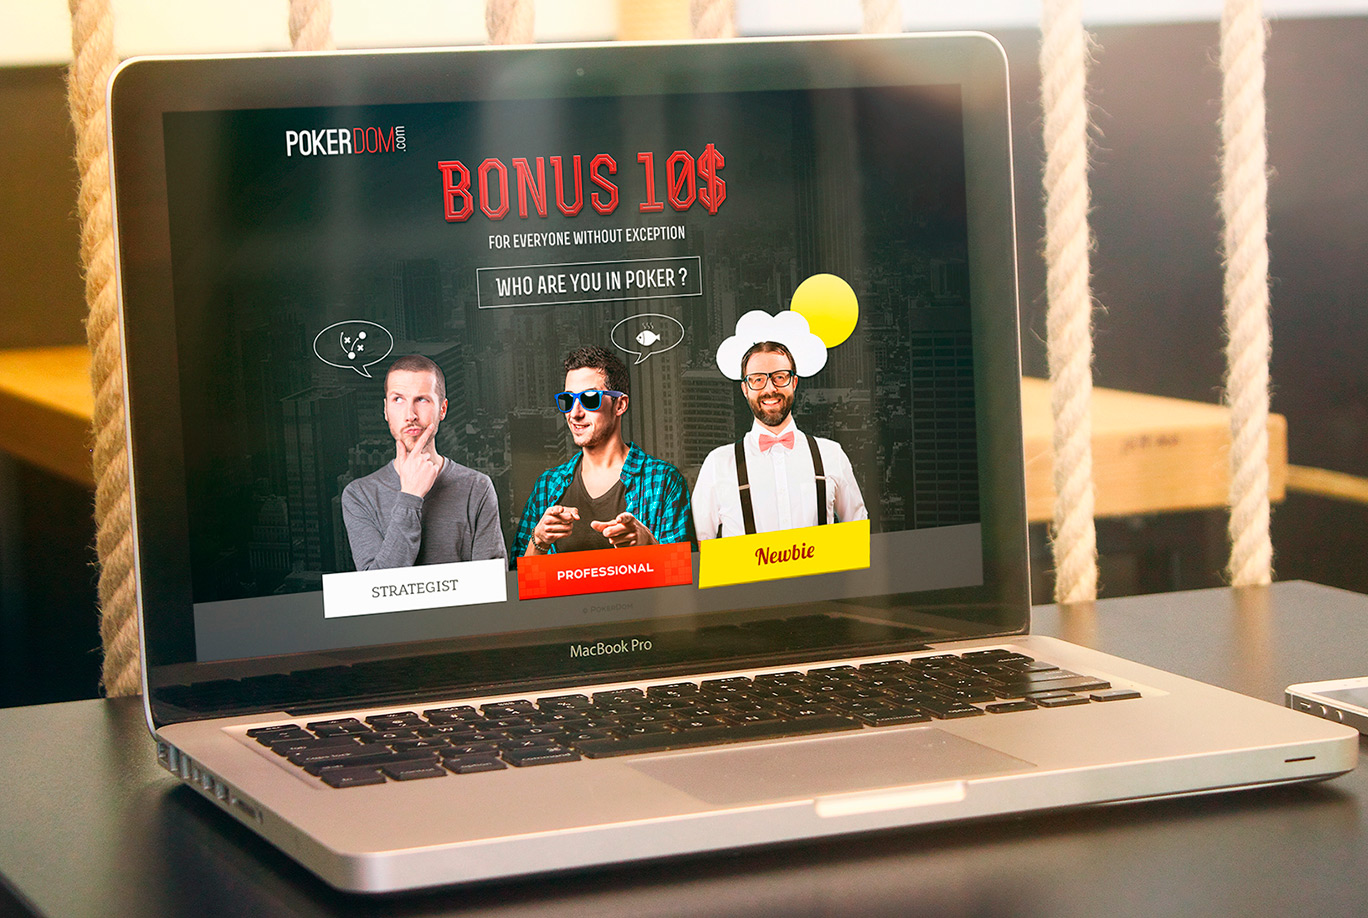 POKERDOM.com
BONUS 10$
FOR EVERYONE WITHOUT EXCEPTION
WHO ARE YOU IN POKER ?
STRATEGIST
PROFESSIONAL
Newbie
© POKERDOM
MacBook Pro